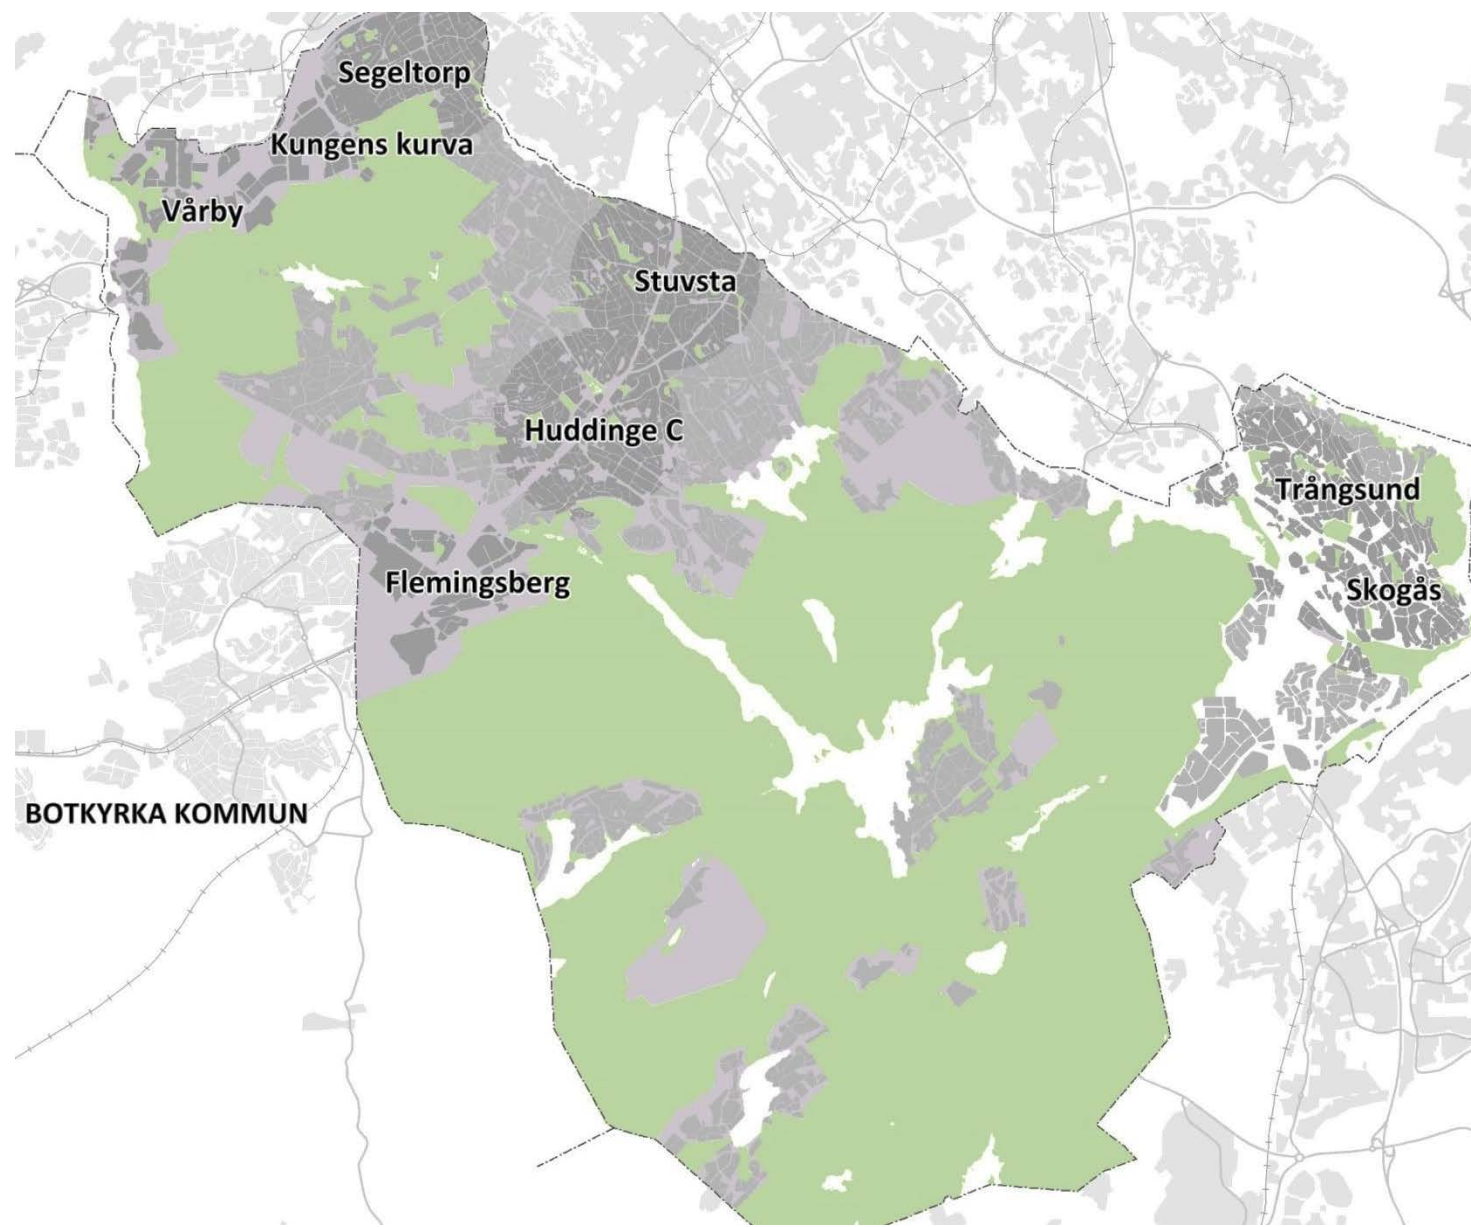 Segeltorp
Kungens kurva
Vårby
Stuvsta
Huddinge C
Trångsund
Flemingsberg
Skogås
BOTKYRKA KOMMUN